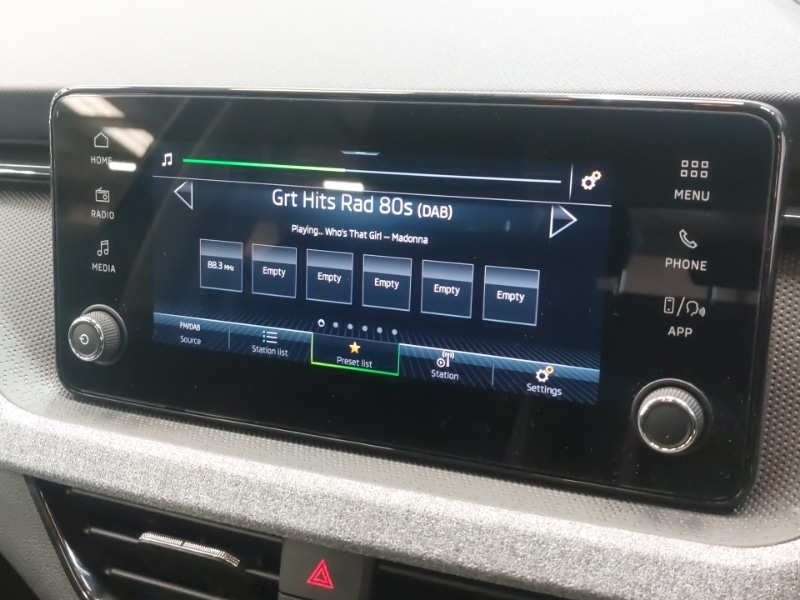 HOME
RADIO
MEDIA
Grt Hits Rad 80s (DAB)
Playing... Who's That Girl -- Madonna
88.3 MHz
Empty
Empty
Empty
Empty
Empty
FM/DAB
Source
Station list
Preset list
Station
Settings
MENU
PHONE
APP